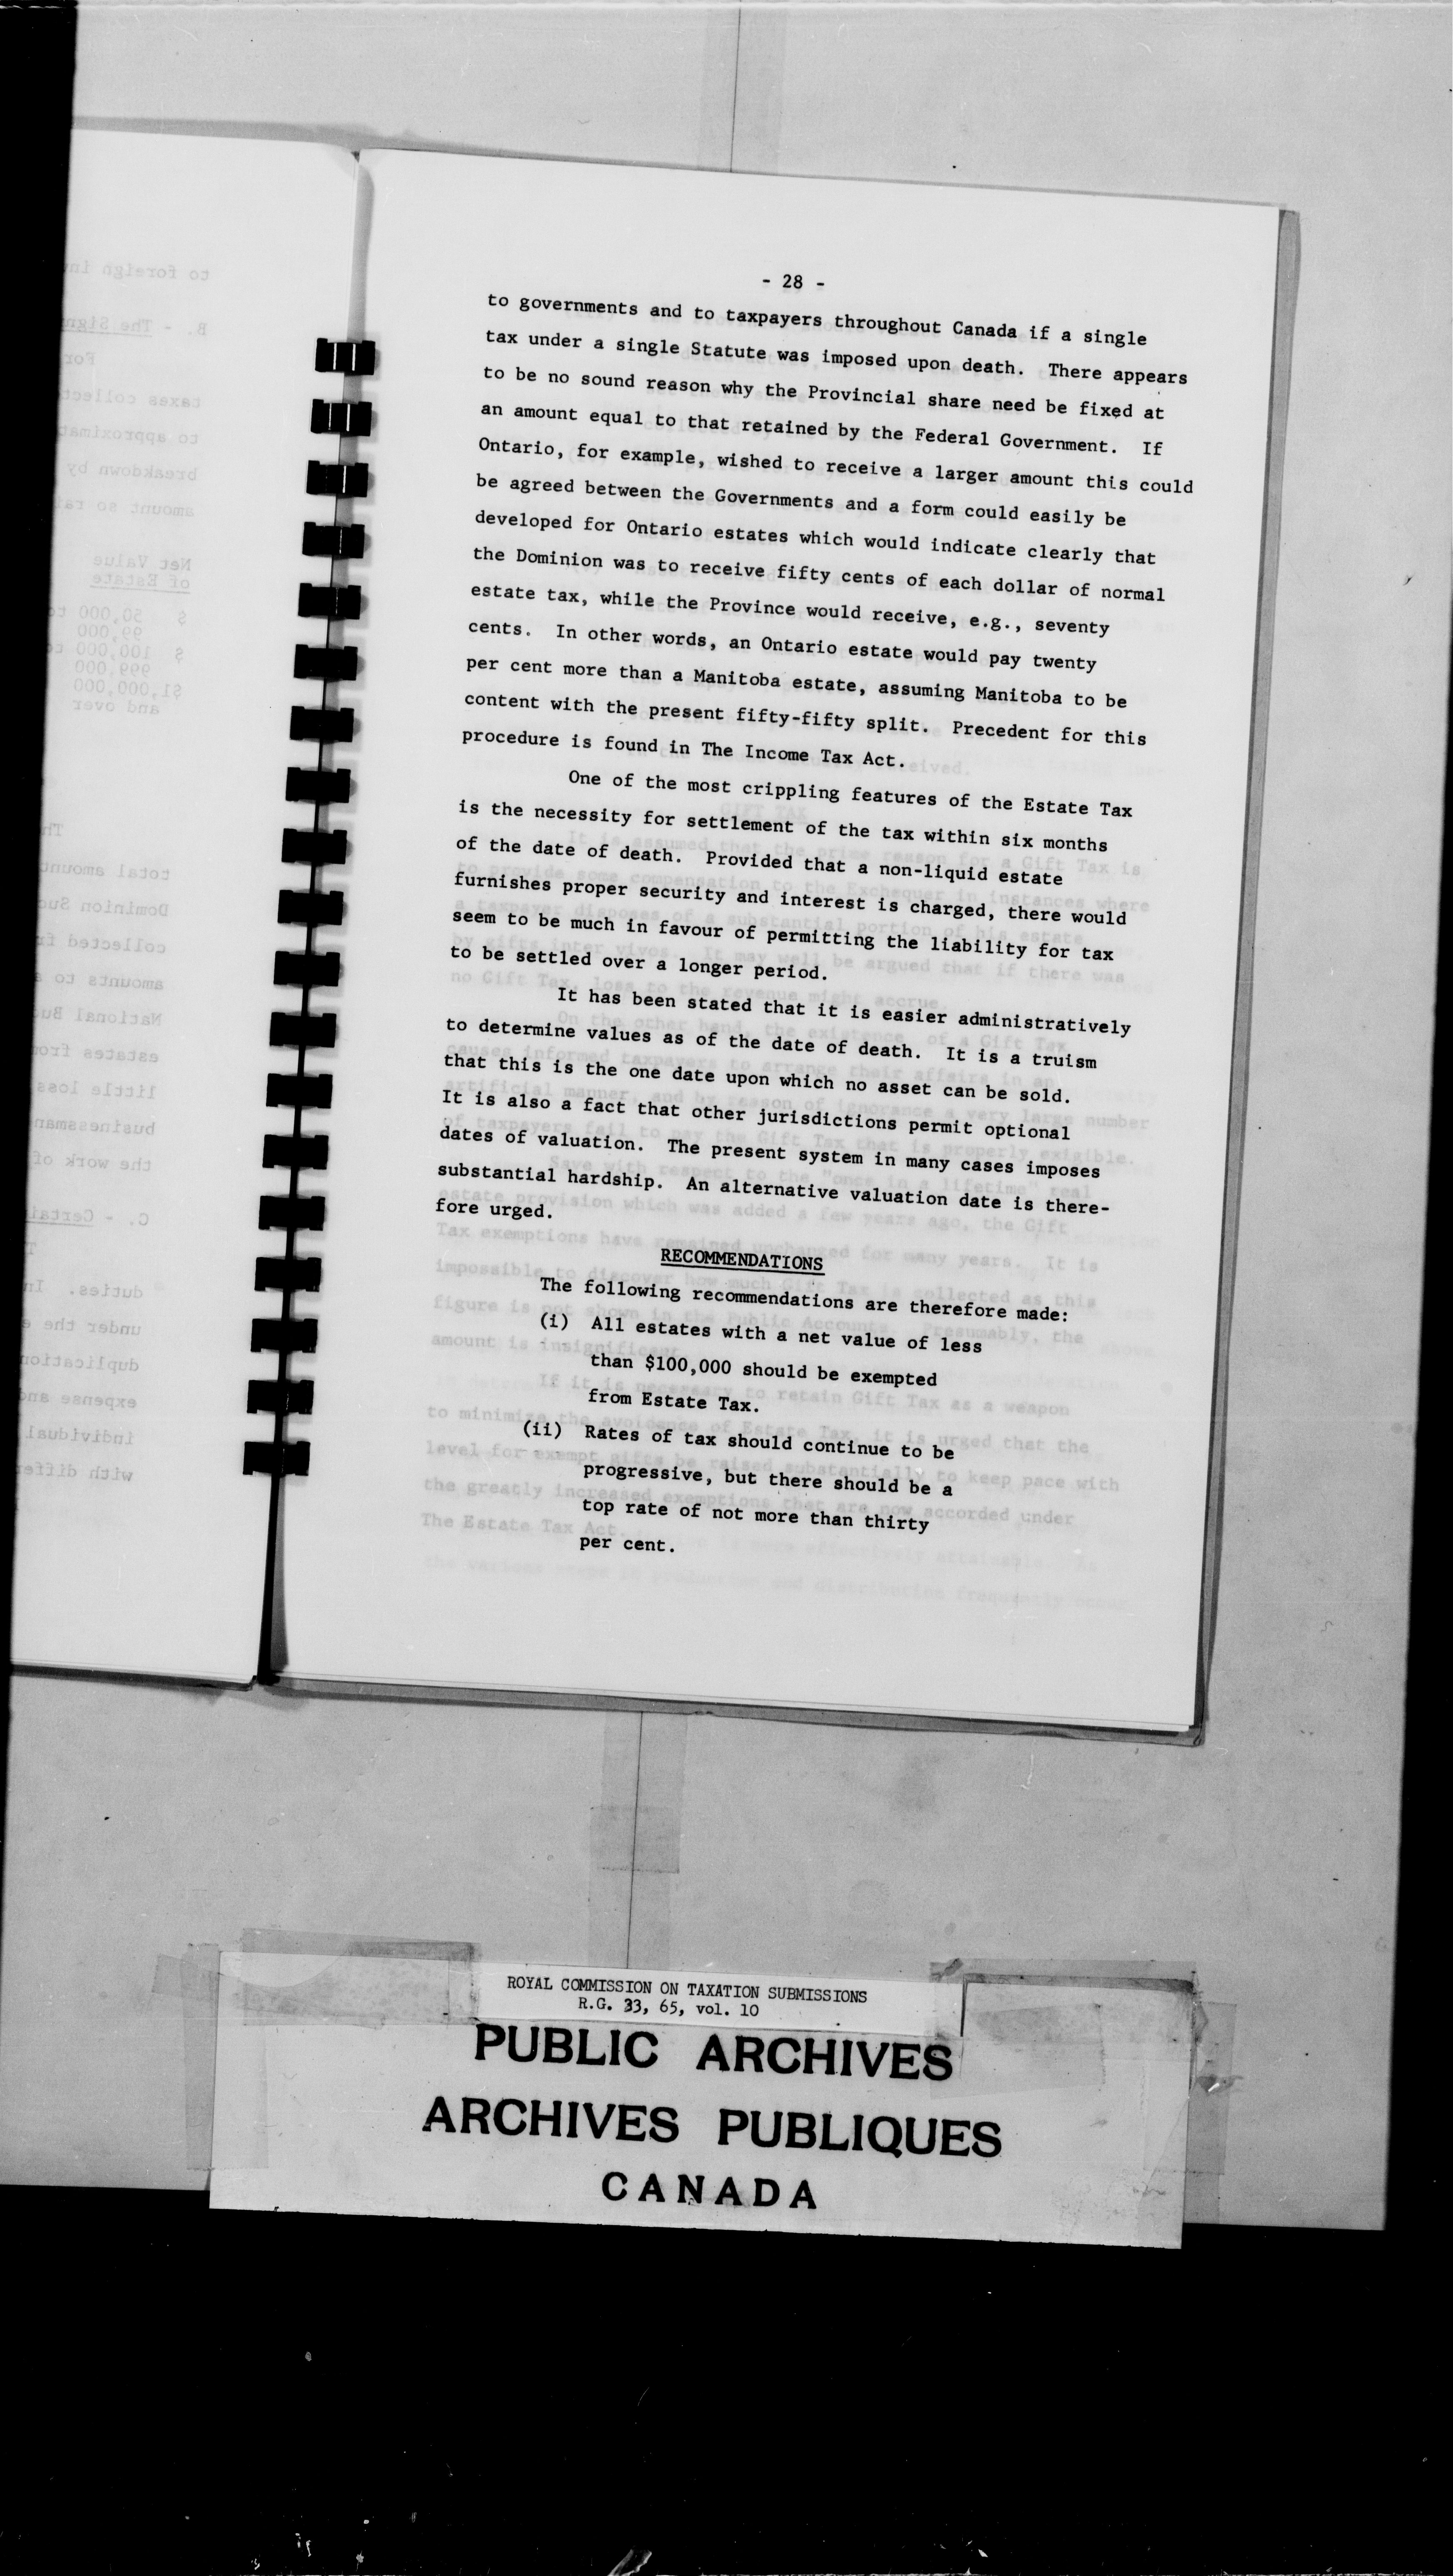 - 28 -
to governments and to taxpayers throughout Canada if a single
tax under a single Statute was imposed upon death. There appears
to be no sound reason why the Provincial share need be fixed at
an amount equal to that retained by the Federal Government. If
Ontario, for example, wished to receive a larger amount this could
be agreed between the Governments and a form could easily be
developed for Ontario estates which would indicate clearly that
the Dominion was to receive fifty cents of each dollar of normal
estate tax, while the Province would receive, e.g., seventy
cents. In other words, an Ontario estate would pay twenty
per cent more than a Manitoba estate, assuming Manitoba to be
content with the present fifty-fifty split. Precedent for this
procedure is found in The Income Tax Act.
One of the most crippling features of the Estate Tax
is the necessity for settlement of the tax within six months
of the date of death. Provided that a non-liquid estate
furnishes proper security and interest is charged, there would
seem to be much in favour of permitting the liability for tax
to be settled over a longer period.
It has been stated that it is easier administratively
to determine values as of the date of death. It is a truism
that this is the one date upon which no asset can be sold.
It is also a fact that other jurisdictions permit optional
dates of valuation. The present system in many cases imposes
substantial hardship. An alternative valuation date is there-
fore urged.
RECOMMENDATIONS
The following recommendations are therefore made:
(i) All estates with a net value of less
than $100,000 should be exempted
from Estate Tax.
(ii) Rates of tax should continue to be
progressive, but there should be a
top rate of not more than thirty
per cent.
ROYAL COMMISSION ON TAXATION SUBMISSIONS
R.G. 33, 65, vol. 10
PUBLIC ARCHIVES
ARCHIVES PUBLIQUES
CANADA